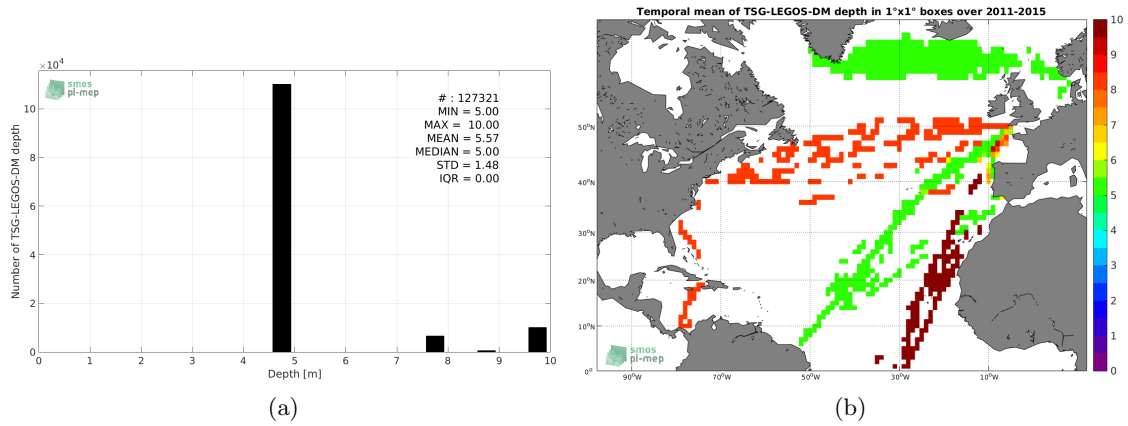 Temporal mean of TSG-LEGOS-DM depth in 1°x1° boxes over 2011-2015
×10⁴
smos
pi-mep
# : 127321
MIN = 5.00
MAX = 10.00
MEAN = 5.57
MEDIAN = 5.00
STD = 1.48
IQR = 0.00
Number of TSG-LEGOS-DM depth
10
8
6
4
2
0
0 1 2 3 4 5 6 7 8 9 10
Depth [m]
(a)
50°N
40°N
30°N
20°N
10°N
0°
90°W 70°W 50°W 30°W 10°W
smos
pi-mep
10
9
8
7
6
5
4
3
2
1
0
(b)